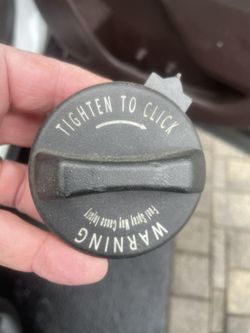 TIGHTEN TO CLICK
WARNING
Fuel Spray May Cause Injury